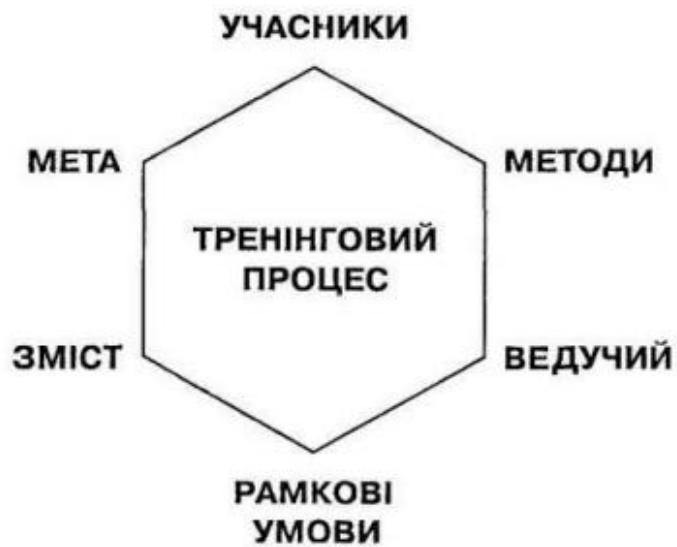 УЧАСНИКИ
МЕТА
МЕТОДИ
ТРЕНІНГОВИЙ
ПРОЦЕС
ЗМІСТ
ВЕДУЧИЙ
РАМКОВІ
УМОВИ